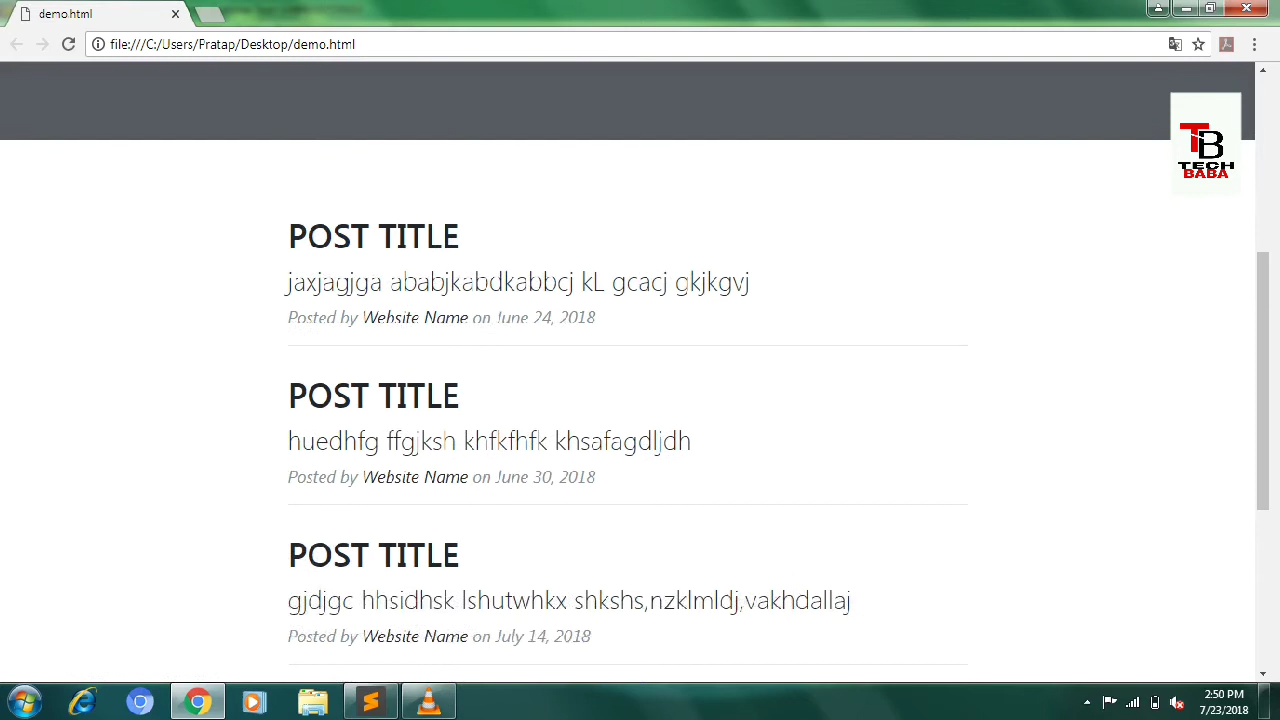 demo.html
file:///C:/Users/Pratap/Desktop/demo.html
TB
TECH
BABA
POST TITLE
jaxjagjga ababjkabdkabbcj kL gcacj gkjkgvj
Posted by Website Name on June 24, 2018
POST TITLE
huedhfg ffgjksh khfkfhfk khsafagdljdh
Posted by Website Name on June 30, 2018
POST TITLE
gjdjgc hhsidhsk lshutwhkx shkshs,nzklmldj,vakhdallaj
Posted by Website Name on July 14, 2018
2:50 PM
7/23/2018